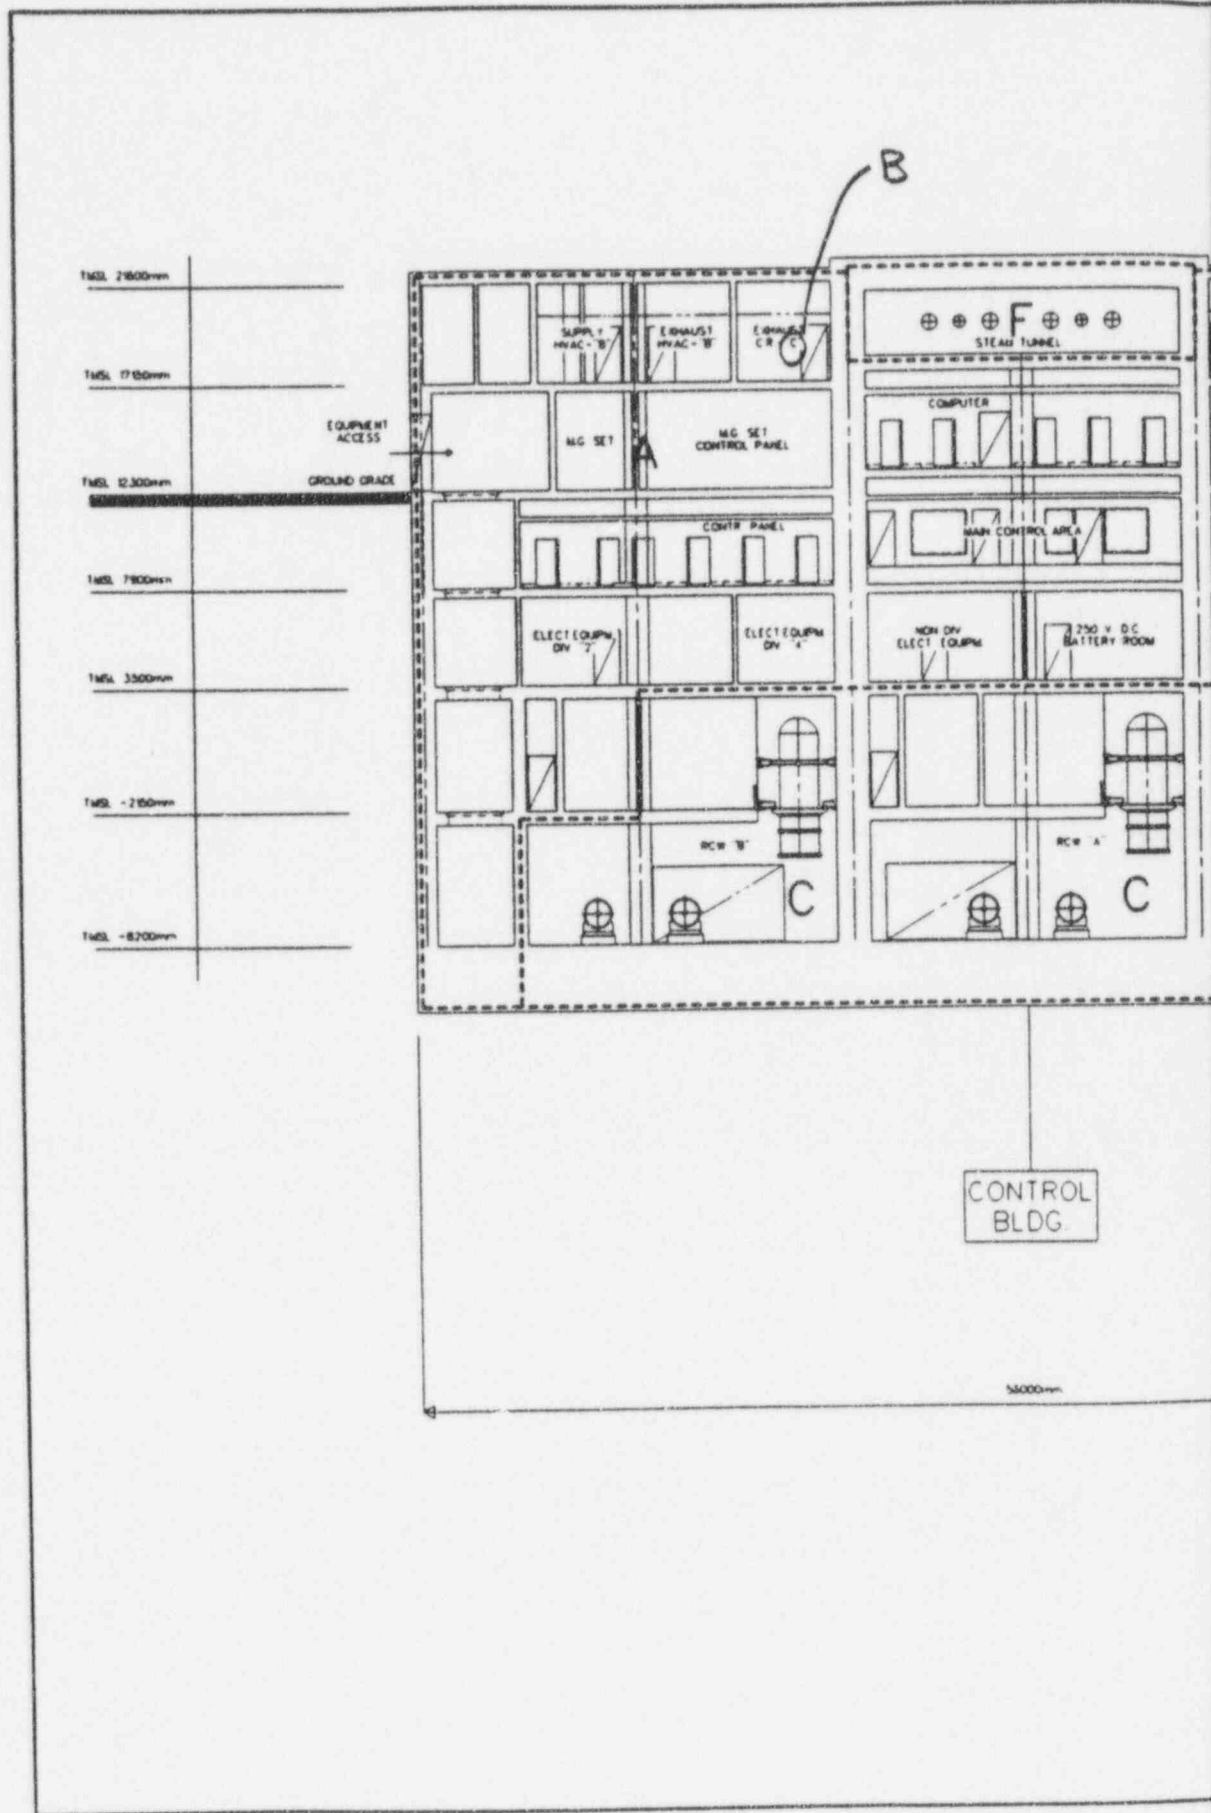 B
TMSL 21800mm
SUPPLY
HVAC-"B"
EXHAUST
HVAC-"B"
EXHAUST
CR-"C"
F
STEAM TUNNEL
TMSL 17150mm
EQUIPMENT
ACCESS
M.G SET
A
M.G SET
CONTROL PANEL
COMPUTER
TMSL 12300mm
GROUND GRADE
CONTR PANEL
MAIN CONTROL AREA
TMSL 7900mm
ELECT EQUIPM.
DIV "2"
ELECT EQUIPM
DIV "4"
NON DIV
ELECT EQUIPM
250 V D.C
BATTERY ROOM
TMSL 3500mm
TMSL -2150mm
RCW "B"
RCW "A"
C
C
TMSL -8200mm
CONTROL
BLDG.